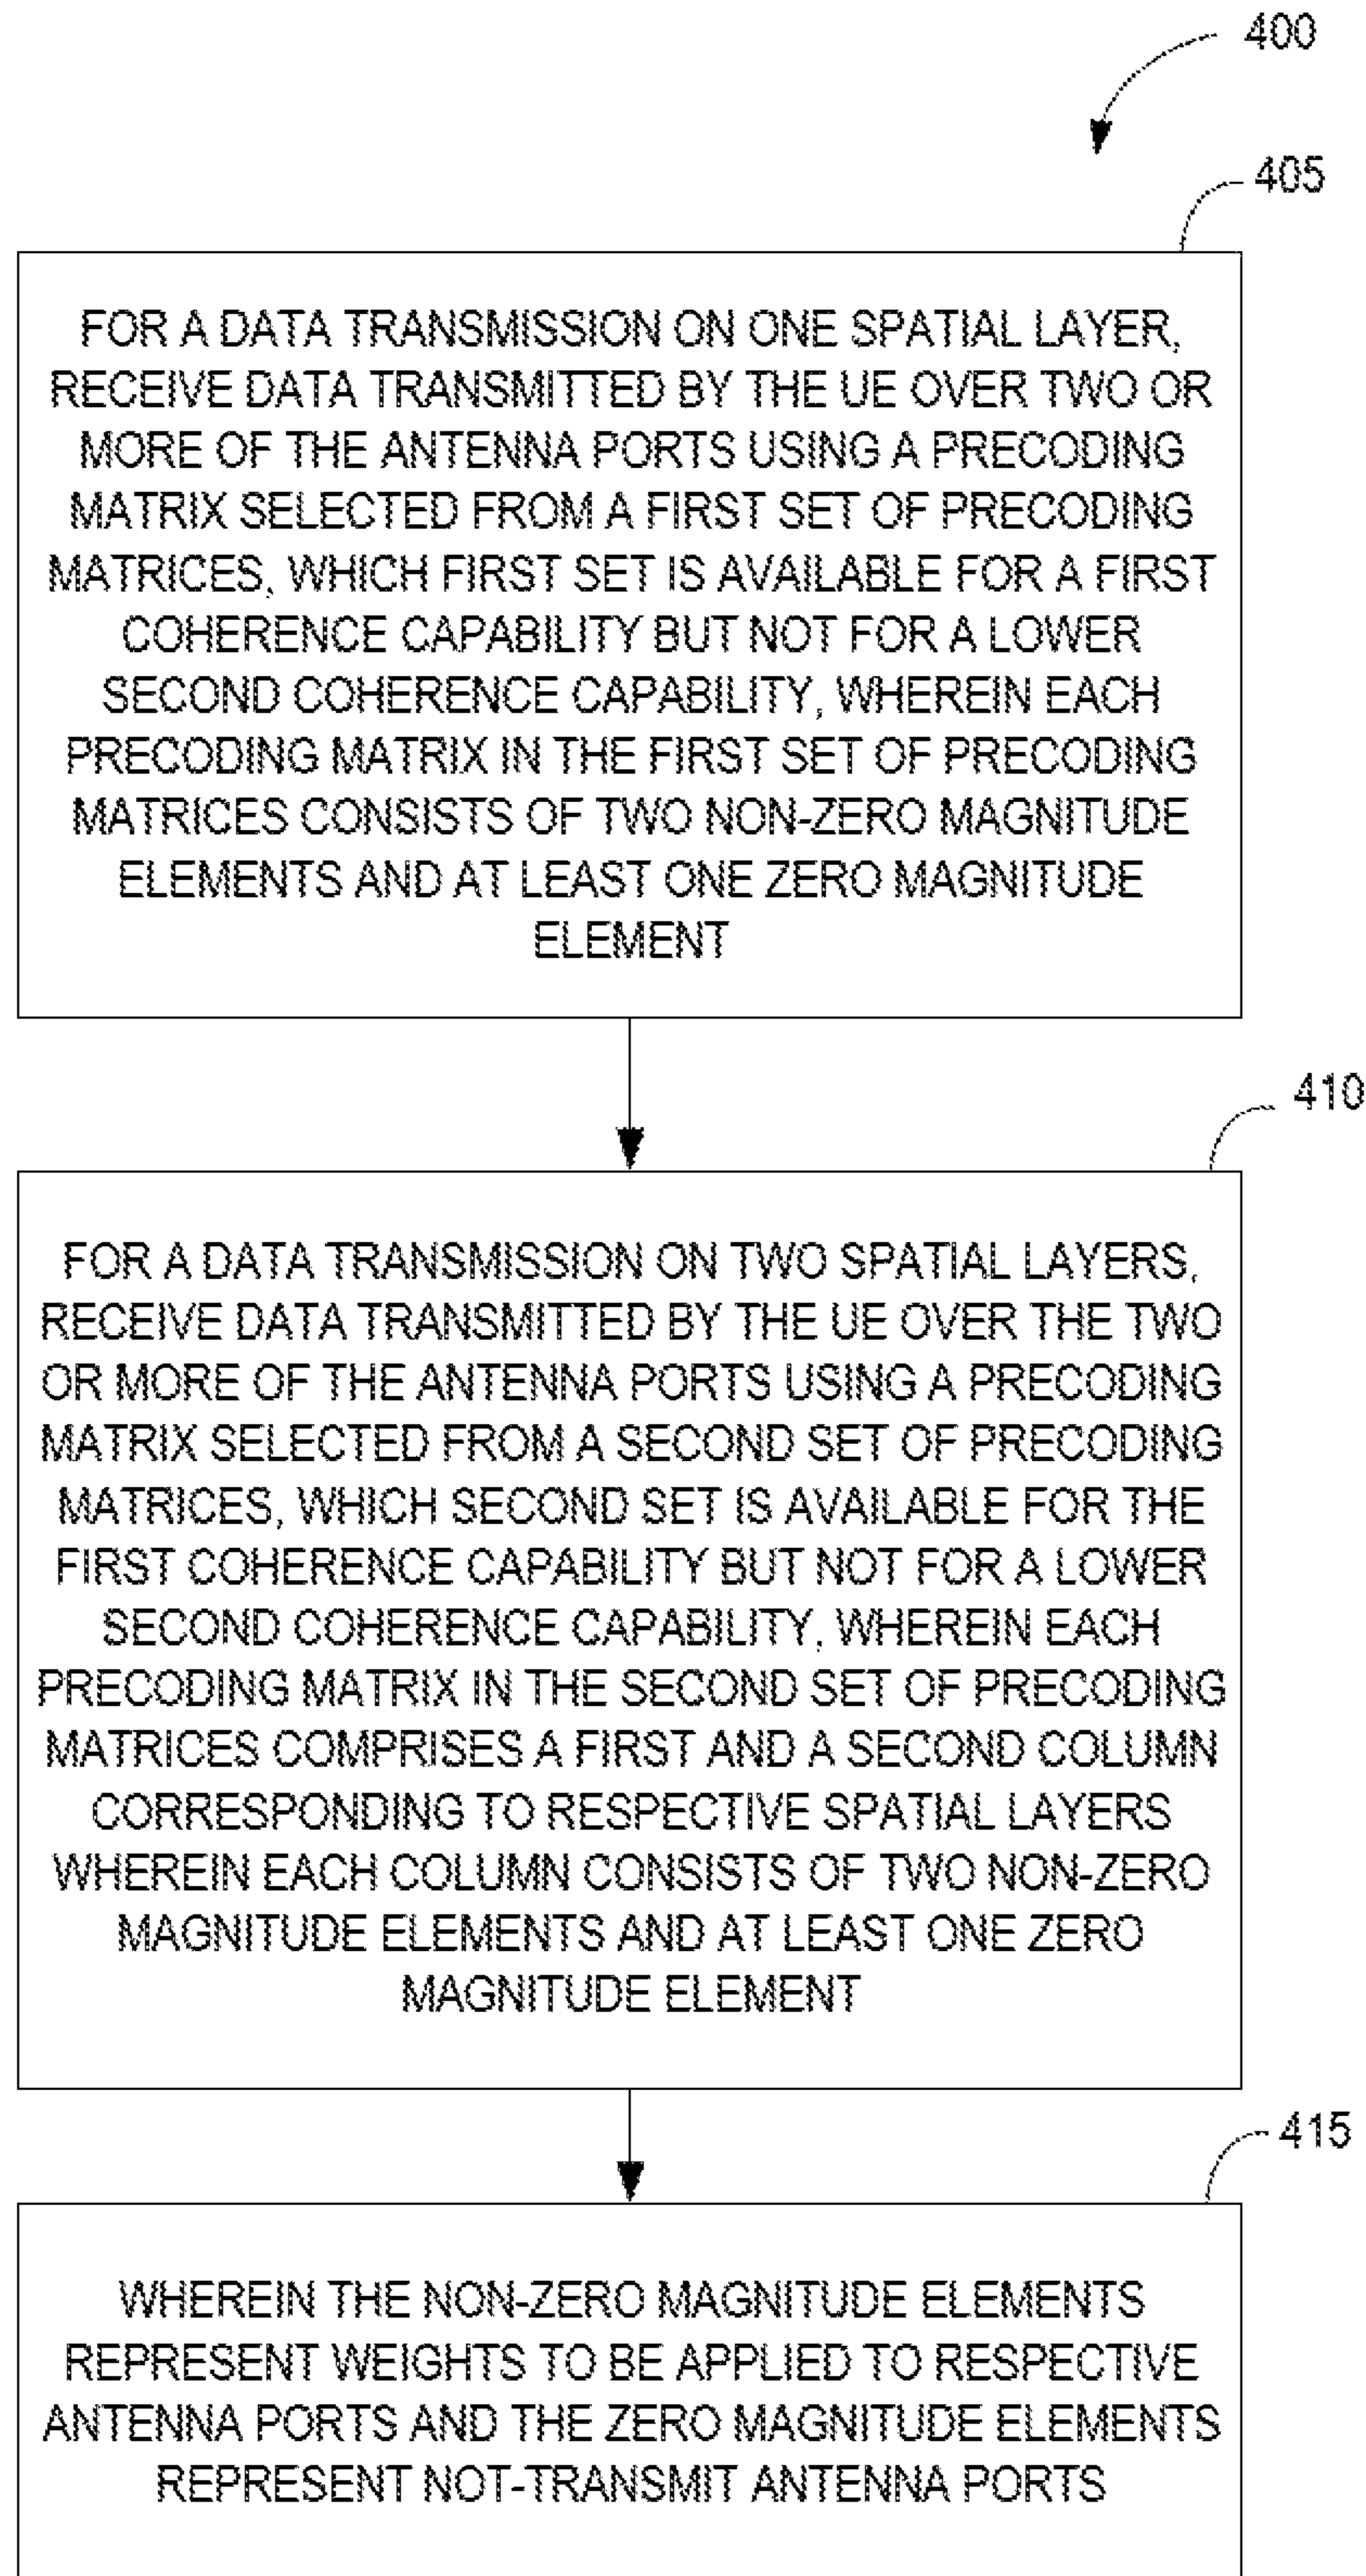 400
405
FOR A DATA TRANSMISSION ON ONE SPATIAL LAYER,
RECEIVE DATA TRANSMITTED BY THE UE OVER TWO OR
MORE OF THE ANTENNA PORTS USING A PRECODING
MATRIX SELECTED FROM A FIRST SET OF PRECODING
MATRICES, WHICH FIRST SET IS AVAILABLE FOR A FIRST
COHERENCE CAPABILITY BUT NOT FOR A LOWER
SECOND COHERENCE CAPABILITY, WHEREIN EACH
PRECODING MATRIX IN THE FIRST SET OF PRECODING
MATRICES CONSISTS OF TWO NON-ZERO MAGNITUDE
ELEMENTS AND AT LEAST ONE ZERO MAGNITUDE
ELEMENT
410
FOR A DATA TRANSMISSION ON TWO SPATIAL LAYERS,
RECEIVE DATA TRANSMITTED BY THE UE OVER THE TWO
OR MORE OF THE ANTENNA PORTS USING A PRECODING
MATRIX SELECTED FROM A SECOND SET OF PRECODING
MATRICES, WHICH SECOND SET IS AVAILABLE FOR THE
FIRST COHERENCE CAPABILITY BUT NOT FOR A LOWER
SECOND COHERENCE CAPABILITY, WHEREIN EACH
PRECODING MATRIX IN THE SECOND SET OF PRECODING
MATRICES COMPRISES A FIRST AND A SECOND COLUMN
CORRESPONDING TO RESPECTIVE SPATIAL LAYERS
WHEREIN EACH COLUMN CONSISTS OF TWO NON-ZERO
MAGNITUDE ELEMENTS AND AT LEAST ONE ZERO
MAGNITUDE ELEMENT
415
WHEREIN THE NON-ZERO MAGNITUDE ELEMENTS
REPRESENT WEIGHTS TO BE APPLIED TO RESPECTIVE
ANTENNA PORTS AND THE ZERO MAGNITUDE ELEMENTS
REPRESENT NOT-TRANSMIT ANTENNA PORTS